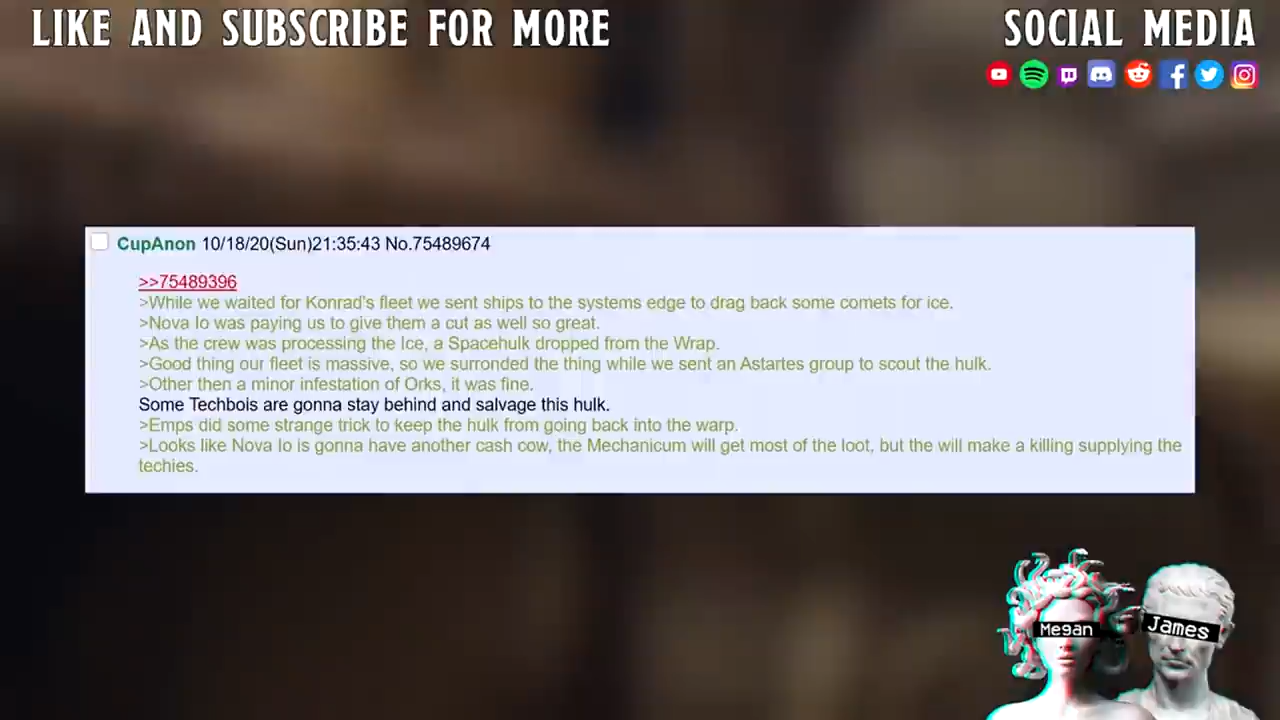 LIKE AND SUBSCRIBE FOR MORE
SOCIAL MEDIA
CupAnon 10/18/20(Sun)21:35:43 No.75489674
>>75489396
>While we waited for Konrad's fleet we sent ships to the systems edge to drag back some comets for ice.
>Nova Io was paying us to give them a cut as well so great.
>As the crew was processing the Ice, a Spacehulk dropped from the Wrap.
>Good thing our fleet is massive, so we surronded the thing while we sent an Astartes group to scout the hulk.
>Other then a minor infestation of Orks, it was fine.
Some Techbois are gonna stay behind and salvage this hulk.
>Emps did some strange trick to keep the hulk from going back into the warp.
>Looks like Nova Io is gonna have another cash cow, the Mechanicum will get most of the loot, but the will make a killing supplying the
techies.
Megan
James